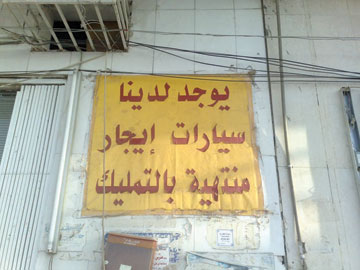 يوجد لدينا
سيارات إيجار
منتهية بالتمليك